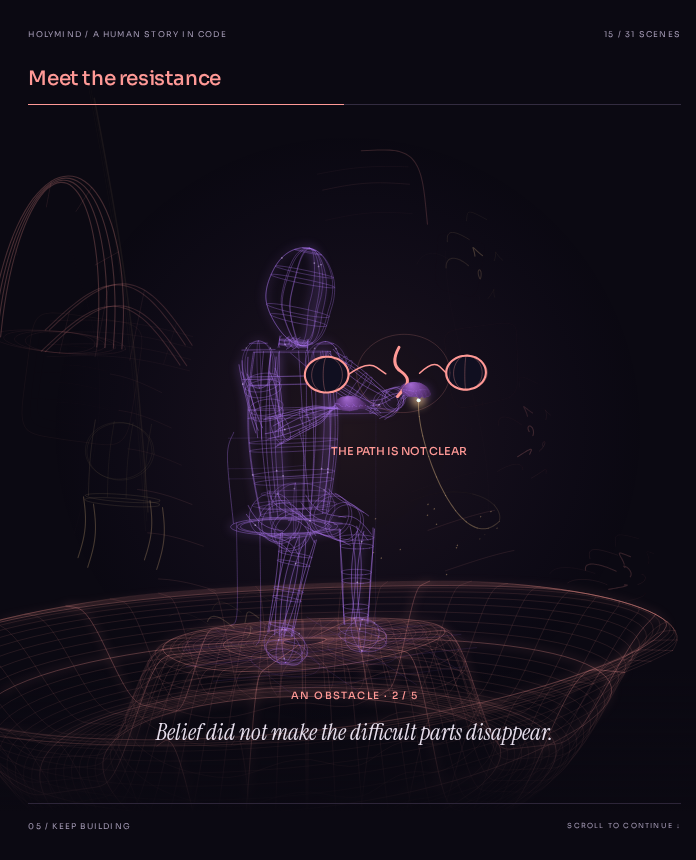 HOLYMIND / A HUMAN STORY IN CODE
15 / 31 SCENES
Meet the resistance
THE PATH IS NOT CLEAR
AN OBSTACLE · 2 / 5
Belief did not make the difficult parts disappear.
05 / KEEP BUILDING
SCROLL TO CONTINUE ↓